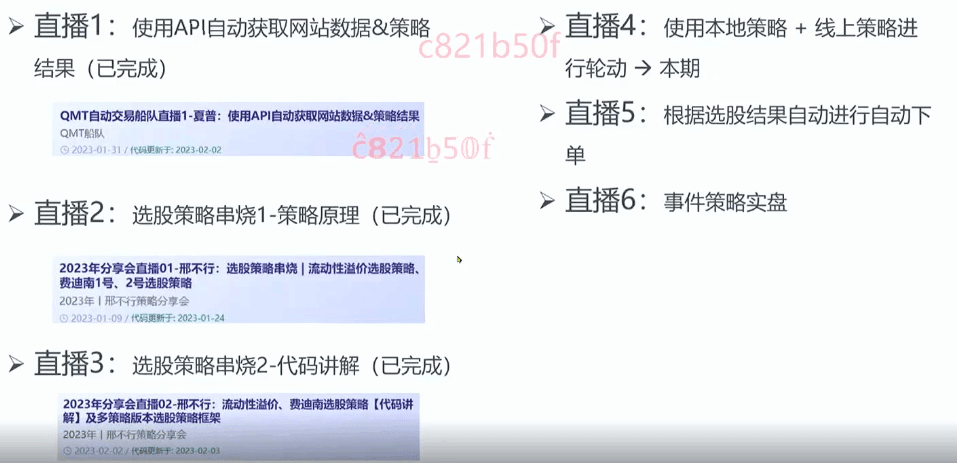 直播1：使用API自动获取网站数据&策略
结果（已完成）
QMT自动交易船队直播1-夏普：使用API自动获取网站数据&策略结果
QMT船队
2023-01-31 / 代码更新于: 2023-02-02
直播2：选股策略串烧1-策略原理（已完成）
2023年分享会直播01-邢不行：选股策略串烧 | 流动性溢价选股策略、
费迪南1号、2号选股策略
2023年 | 邢不行策略分享会
2023-01-09 / 代码更新于: 2023-01-24
直播3：选股策略串烧2-代码讲解（已完成）
2023年分享会直播02-邢不行：流动性溢价、费迪南选股策略【代码讲
解】及多策略版本选股策略框架
2023年 | 邢不行策略分享会
2023-02-02 / 代码更新于: 2023-02-03
直播4：使用本地策略 + 线上策略进
行轮动 → 本期
直播5：根据选股结果自动进行自动下
单
直播6：事件策略实盘
c821b50f
c821b50f